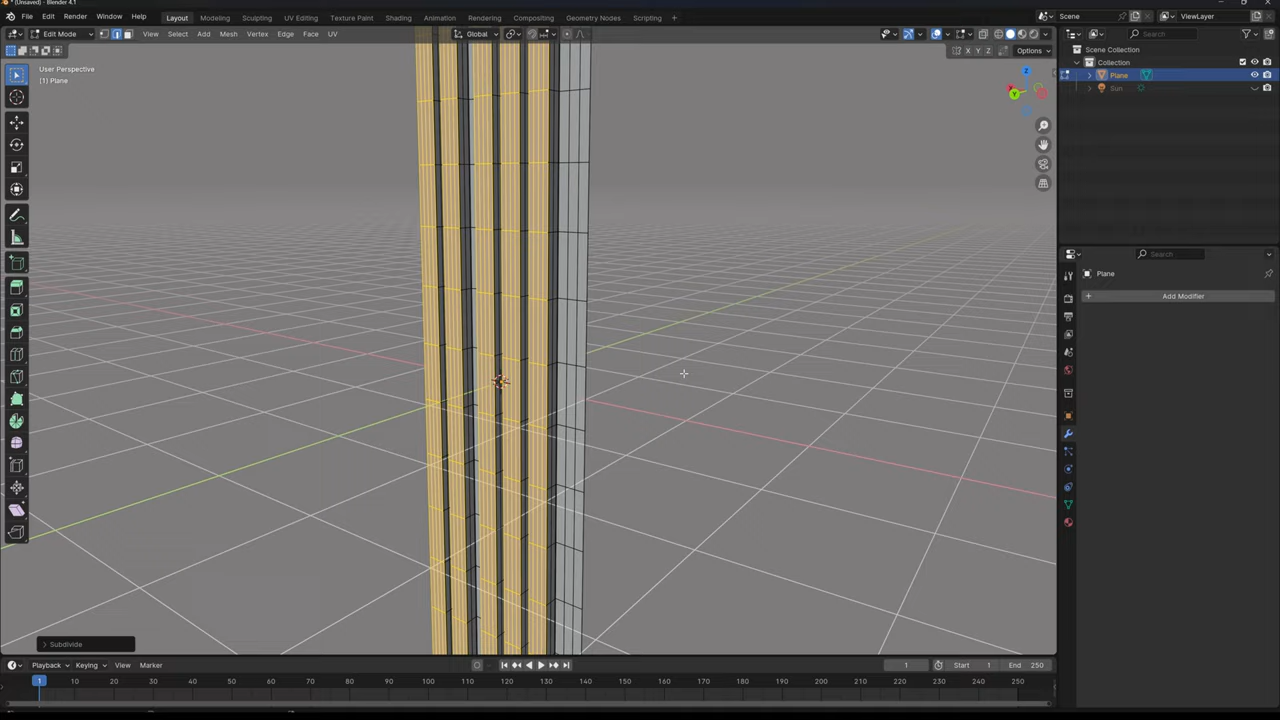 (Unsaved) - Blender 4.1
File Edit Render Window Help Layout Modeling Sculpting UV Editing Texture Paint Shading Animation Rendering Compositing Geometry Nodes Scripting + Scene ViewLayer
Edit Mode View Select Add Mesh Vertex Edge Face UV Global Search
X Y Z Options
User Perspective
(1) Plane
Scene Collection
Collection
Plane
Sun
Z
Y
Search
Plane
+ Add Modifier
Subdivide
Playback Keying View Marker 1 Start 1 End 250
1 10 20 30 40 50 60 70 80 90 100 110 120 130 140 150 160 170 180 190 200 210 220 230 240 250